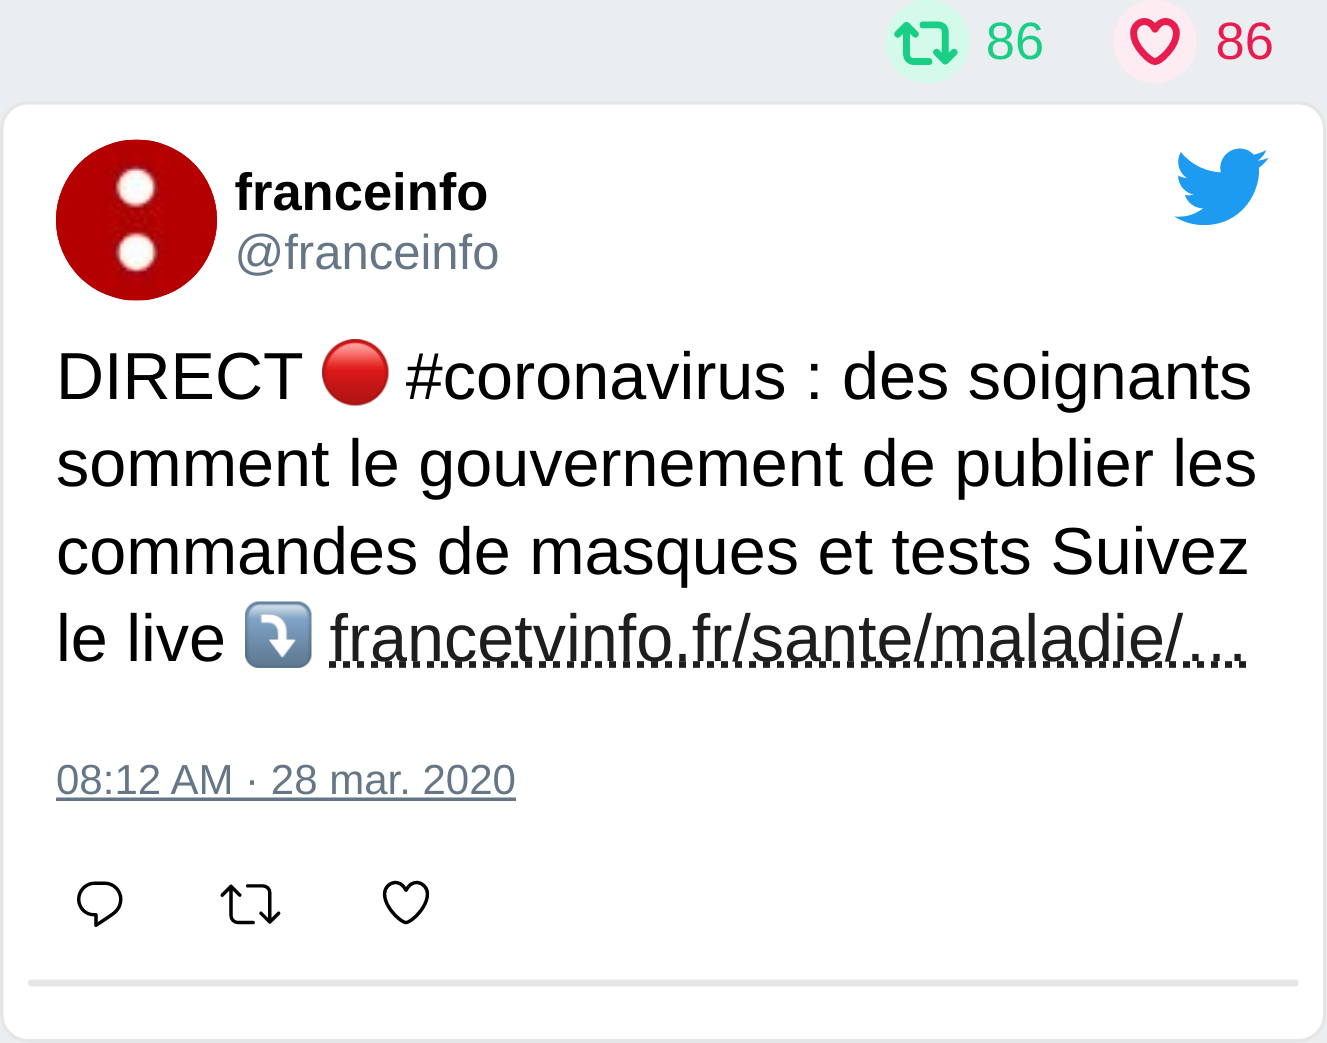 86 86
franceinfo
@franceinfo
DIRECT 🔴 #coronavirus : des soignants
somment le gouvernement de publier les
commandes de masques et tests Suivez
le live ⤵️ francetvinfo.fr/sante/maladie/…
08:12 AM · 28 mar. 2020